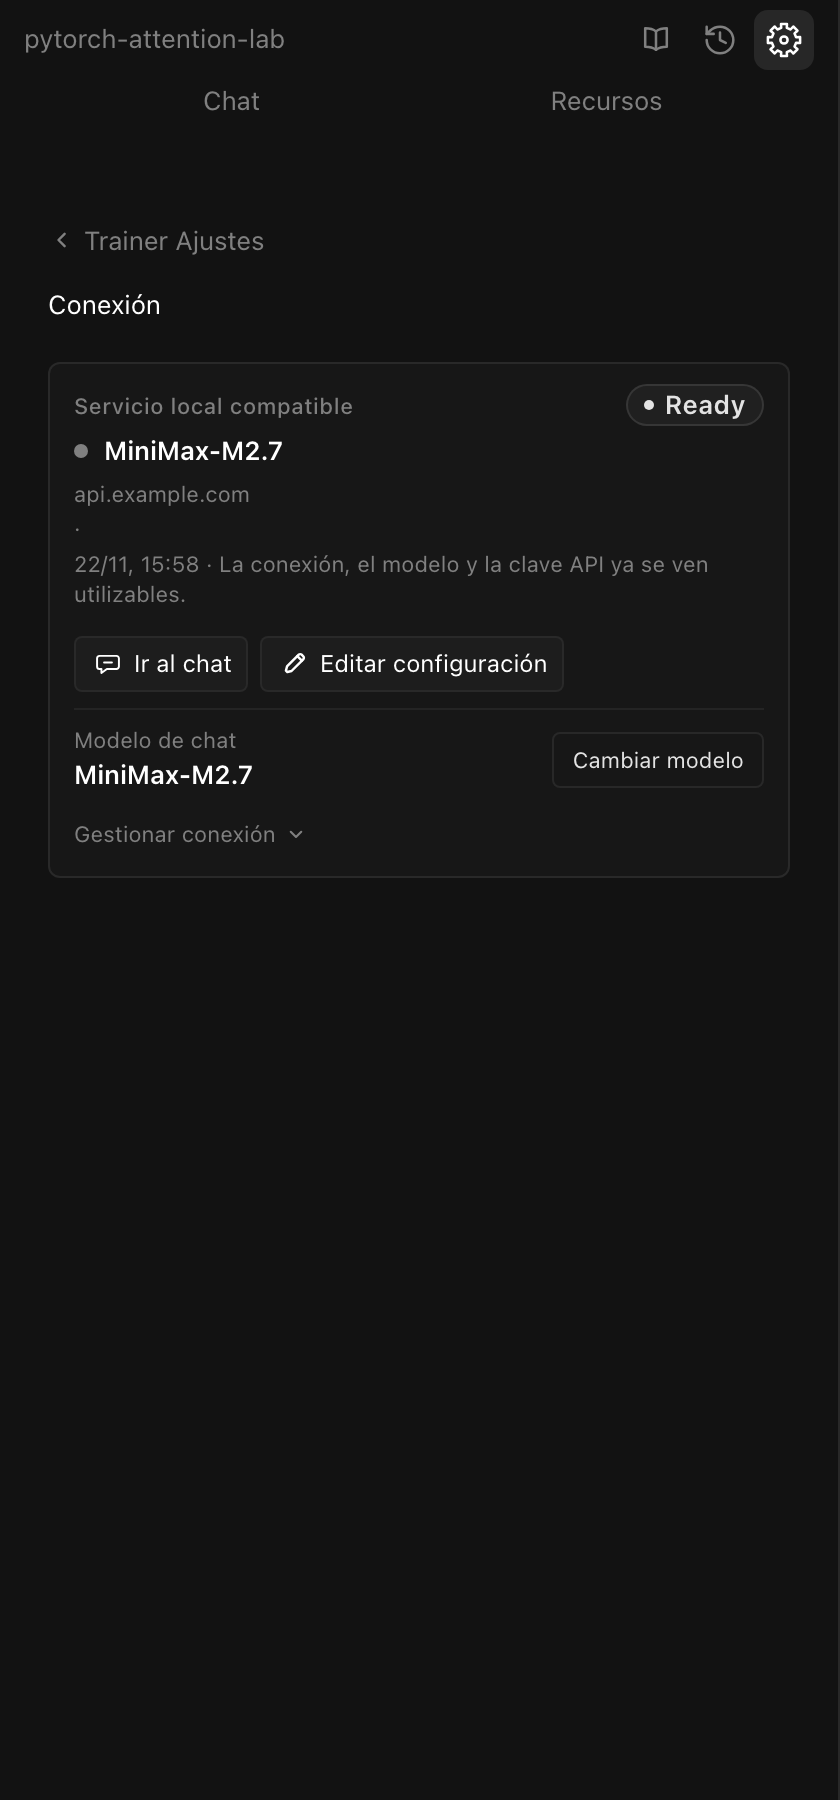 pytorch-attention-lab
Chat
Recursos
Trainer Ajustes
Conexión
Servicio local compatible
Ready
MiniMax-M2.7
api.example.com
·
22/11, 15:58 · La conexión, el modelo y la clave API ya se ven
utilizables.
Ir al chat
Editar configuración
Modelo de chat
MiniMax-M2.7
Cambiar modelo
Gestionar conexión